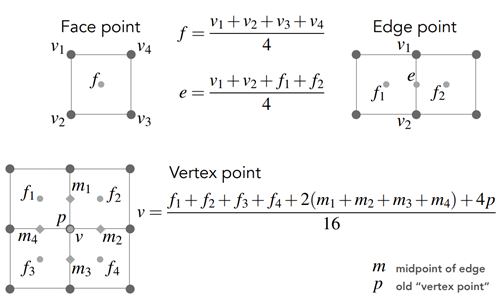 Face point
v₁ v₄
f
v₂ v₃
f = (v₁ + v₂ + v₃ + v₄) / 4
e = (v₁ + v₂ + f₁ + f₂) / 4
Edge point
v₁
e
f₁ f₂
v₂
Vertex point
f₁ m₁ f₂
p
m₄ v m₂
f₃ m₃ f₄
v = (f₁ + f₂ + f₃ + f₄ + 2(m₁ + m₂ + m₃ + m₄) + 4p) / 16
m midpoint of edge
p old “vertex point”